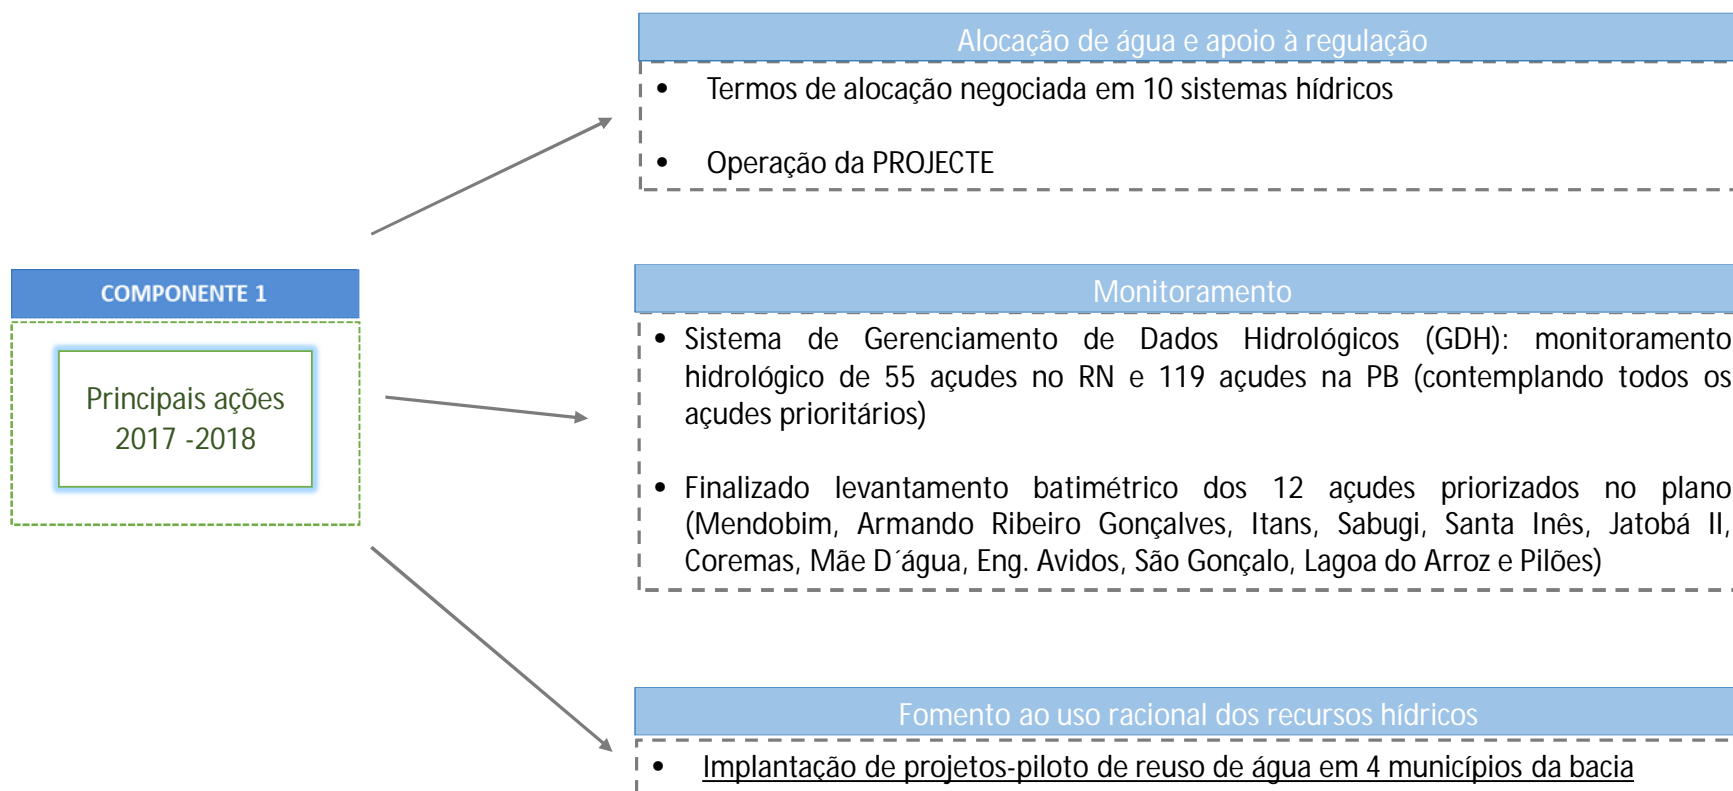 Alocação de água e apoio à regulação
• Termos de alocação negociada em 10 sistemas hídricos
• Operação da PROJECTE
COMPONENTE 1
Principais ações
2017 -2018
Monitoramento
• Sistema de Gerenciamento de Dados Hidrológicos (GDH): monitoramento
hidrológico de 55 açudes no RN e 119 açudes na PB (contemplando todos os
açudes prioritários)
• Finalizado levantamento batimétrico dos 12 açudes priorizados no plano
(Mendobim, Armando Ribeiro Gonçalves, Itans, Sabugi, Santa Inês, Jatobá II,
Coremas, Mãe D´água, Eng. Avidos, São Gonçalo, Lagoa do Arroz e Pilões)
Fomento ao uso racional dos recursos hídricos
• Implantação de projetos-piloto de reuso de água em 4 municípios da bacia